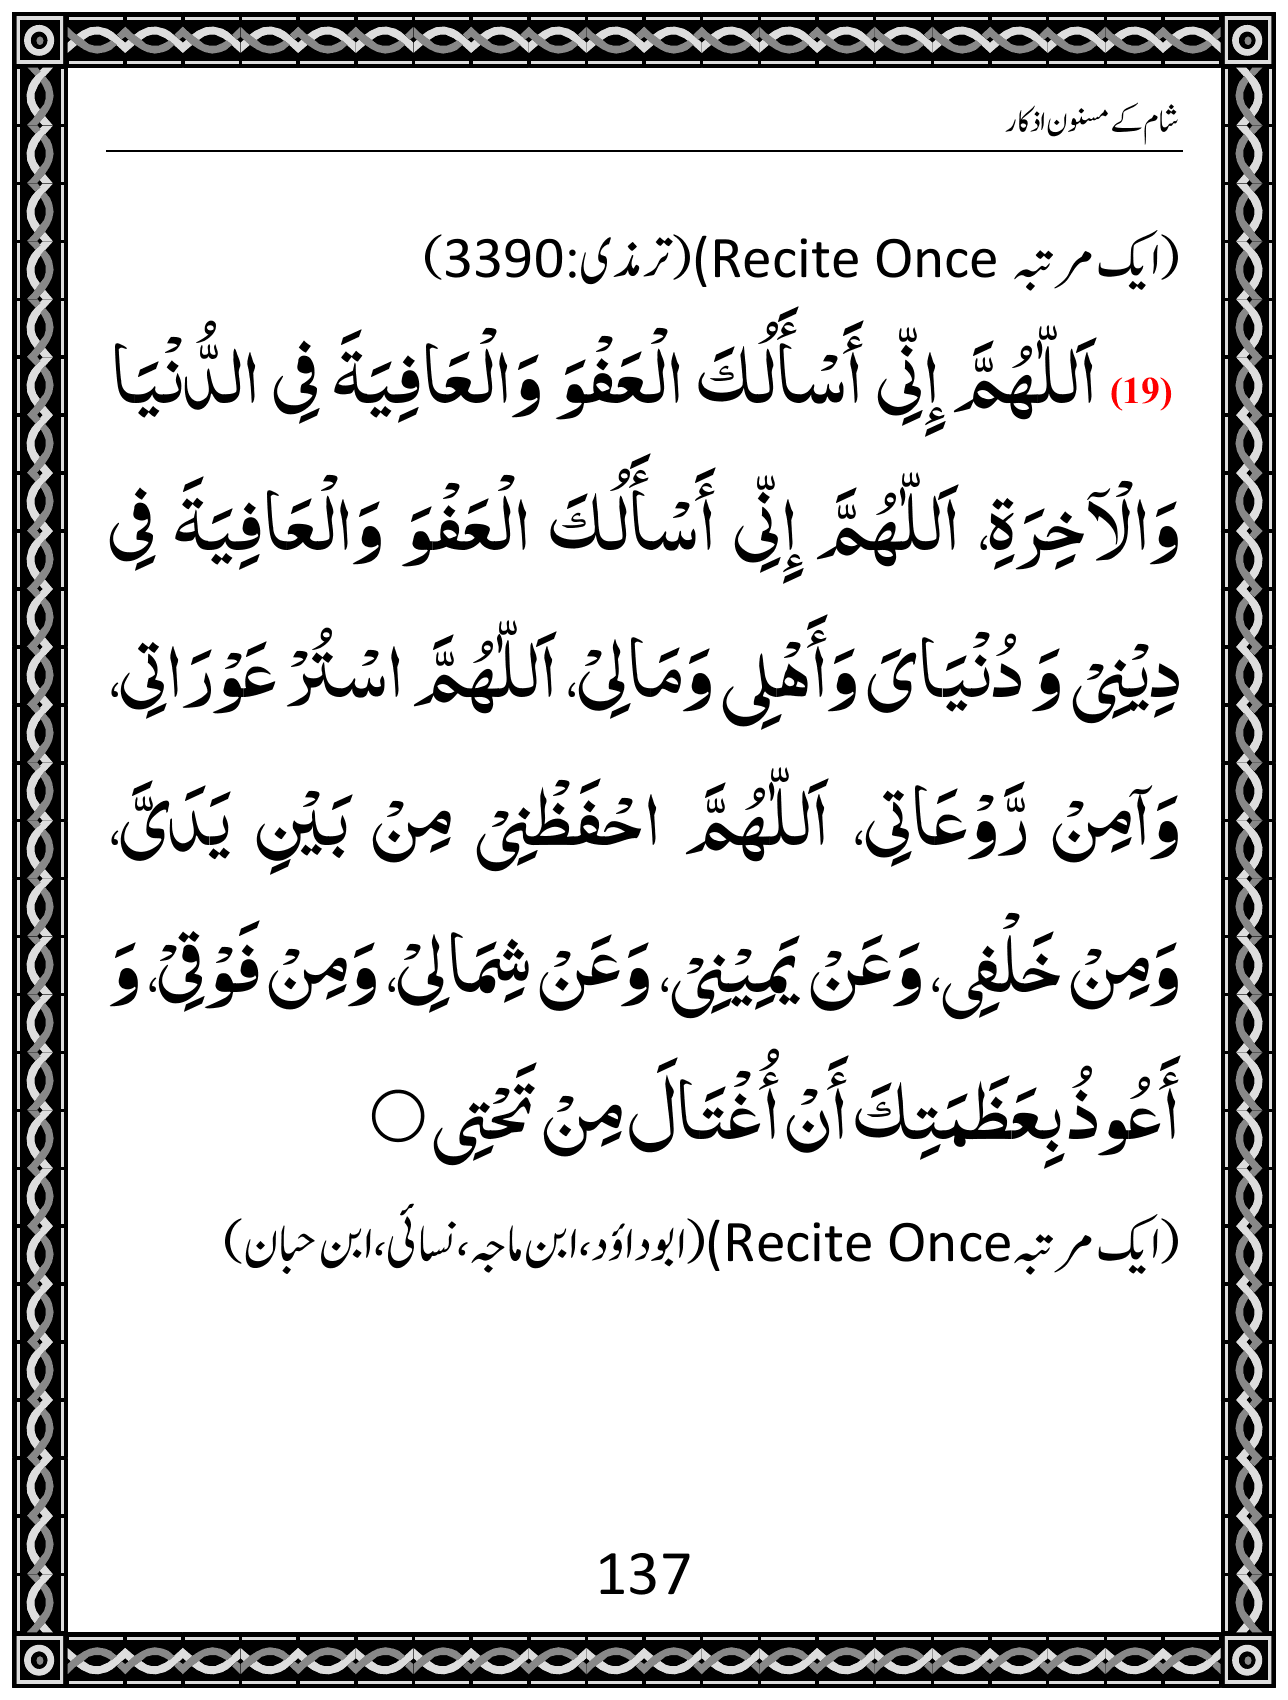 شام کے مسنون اذکار
(ایک مرتبہ Recite Once)(ترمذی:3390)
(19) اَللّٰهُمَّ إِنِّي أَسْأَلُكَ الْعَفْوَ وَالْعَافِيَةَ فِي الدُّنْيَا
وَالْآخِرَةِ، اَللّٰهُمَّ إِنِّي أَسْأَلُكَ الْعَفْوَ وَالْعَافِيَةَ فِي
دِيْنِيْ وَ دُنْيَايَ وَأَهْلِي وَمَالِيْ، اَللّٰهُمَّ اسْتُرْ عَوْرَاتِي،
وَآمِنْ رَّوْعَاتِي، اَللّٰهُمَّ احْفَظْنِيْ مِنْ بَيْنِ يَدَيَّ،
وَمِنْ خَلْفِي، وَعَنْ يَمِيْنِيْ، وَعَنْ شِمَالِيْ، وَمِنْ فَوْقِيْ، وَ
أَعُوذُ بِعَظَمَتِكَ أَنْ أُغْتَالَ مِنْ تَحْتِي ○
(ایک مرتبہRecite Once)(ابوداؤد،ابن ماجہ،نسائی،ابن حبان)
137